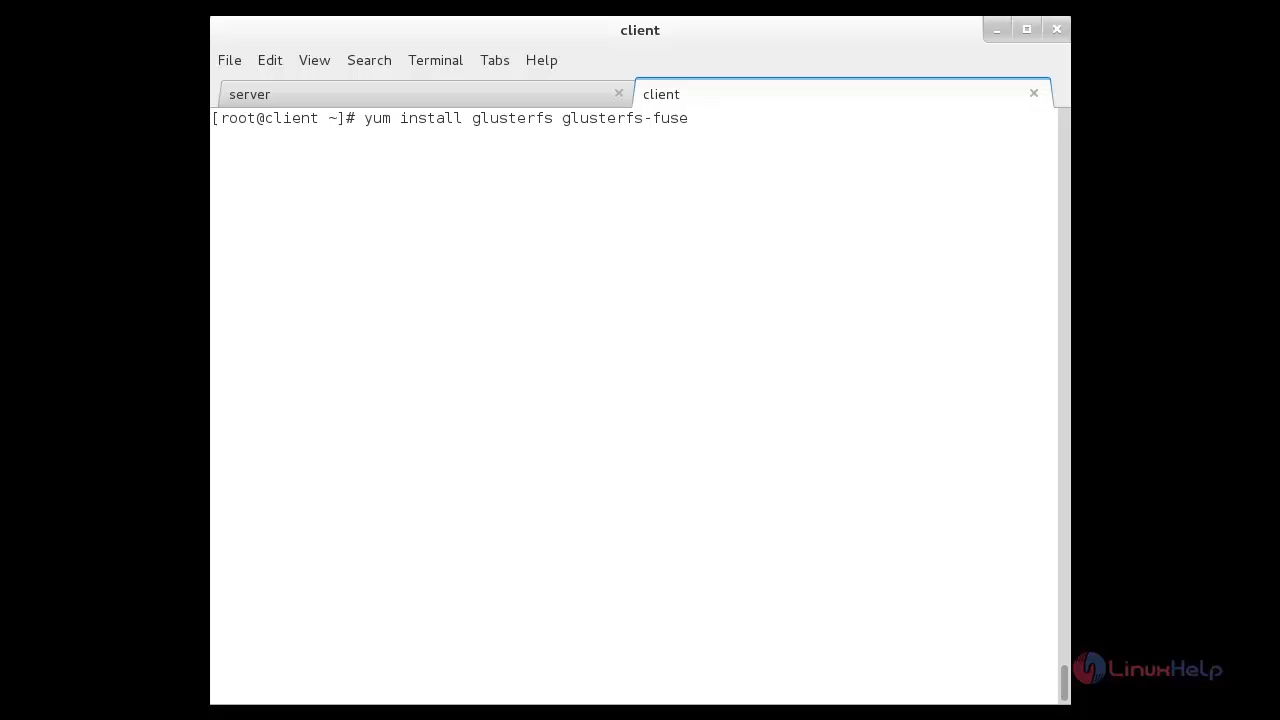 client
File Edit View Search Terminal Tabs Help
server × client ×
[root@client ~]# yum install glusterfs glusterfs-fuse
LinuxHelp